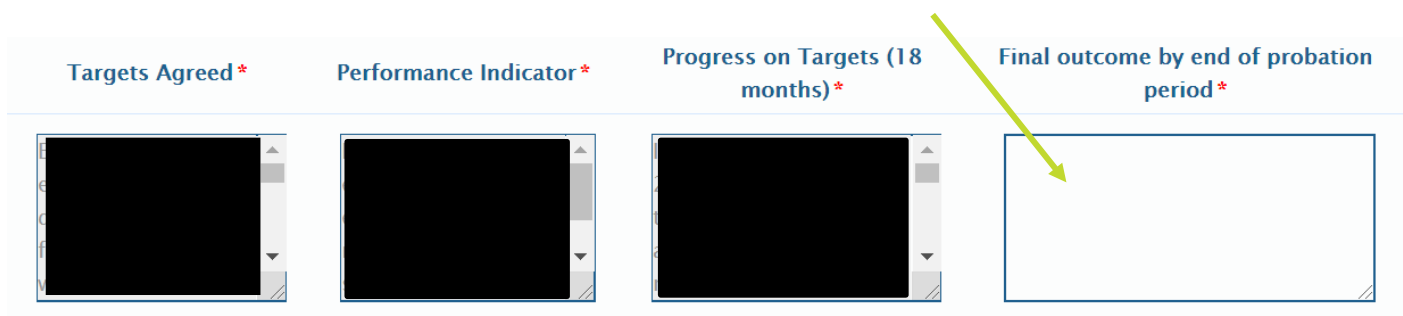 Targets Agreed *
Performance Indicator *
Progress on Targets (18
months) *
Final outcome by end of probation
period *